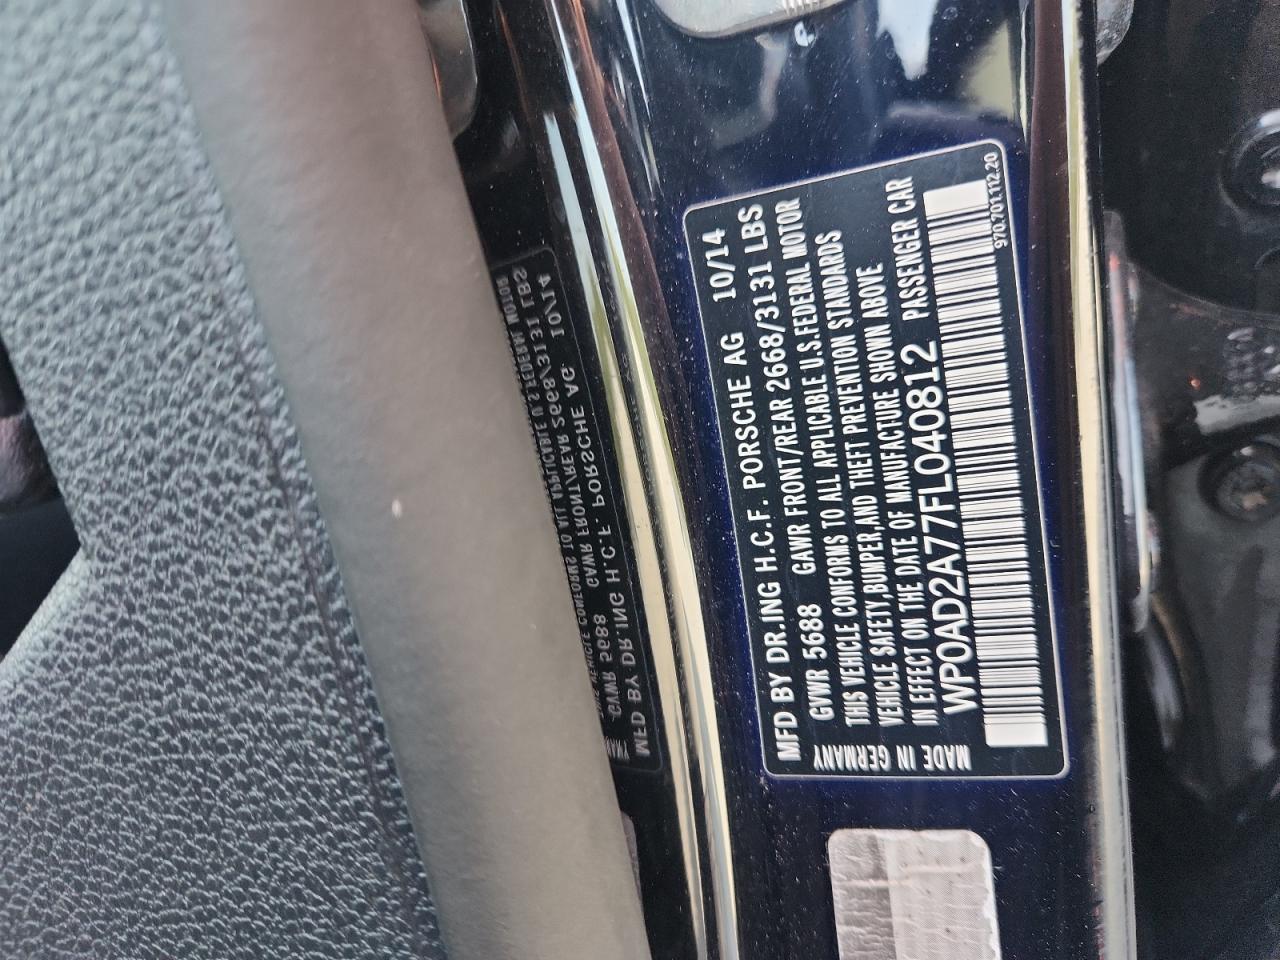 MFD BY DR.ING H.C.F. PORSCHE AG 10/14
GVWR 5688 GAWR FRONT/REAR 2668/3131 LBS
THIS VEHICLE CONFORMS TO ALL APPLICABLE U.S.FEDERAL MOTOR
VEHICLE SAFETY,BUMPER,AND THEFT PREVENTION STANDARDS
IN EFFECT ON THE DATE OF MANUFACTURE SHOWN ABOVE
WP0AD2A77FL040812 PASSENGER CAR
MADE IN GERMANY
970.701.112.20